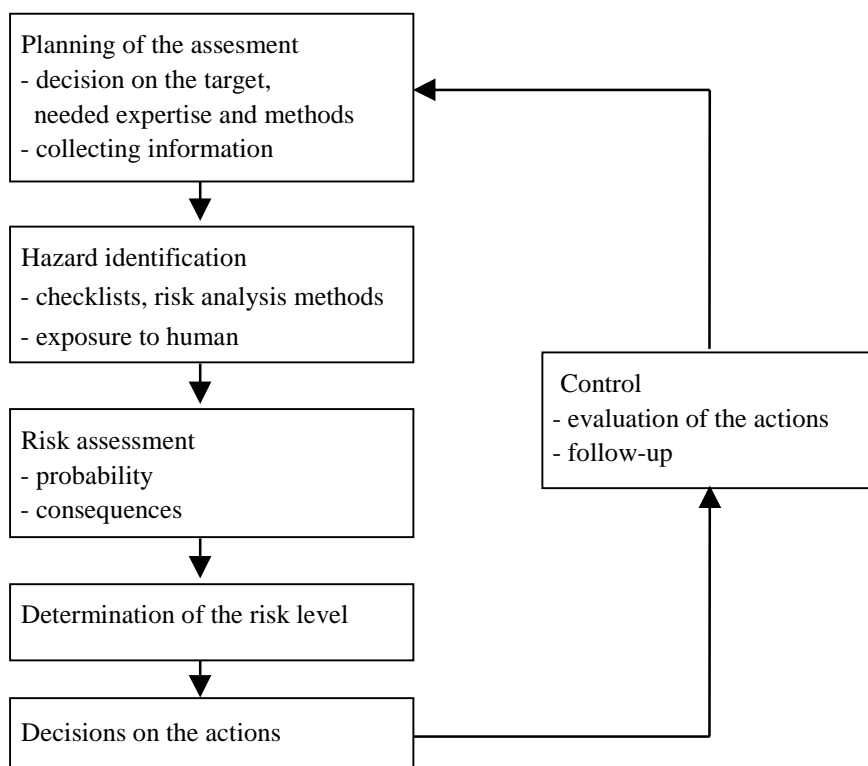 Planning of the assesment
- decision on the target,
needed expertise and methods
- collecting information
Hazard identification
- checklists, risk analysis methods
- exposure to human
Risk assessment
- probability
- consequences
Determination of the risk level
Decisions on the actions
Control
- evaluation of the actions
- follow-up